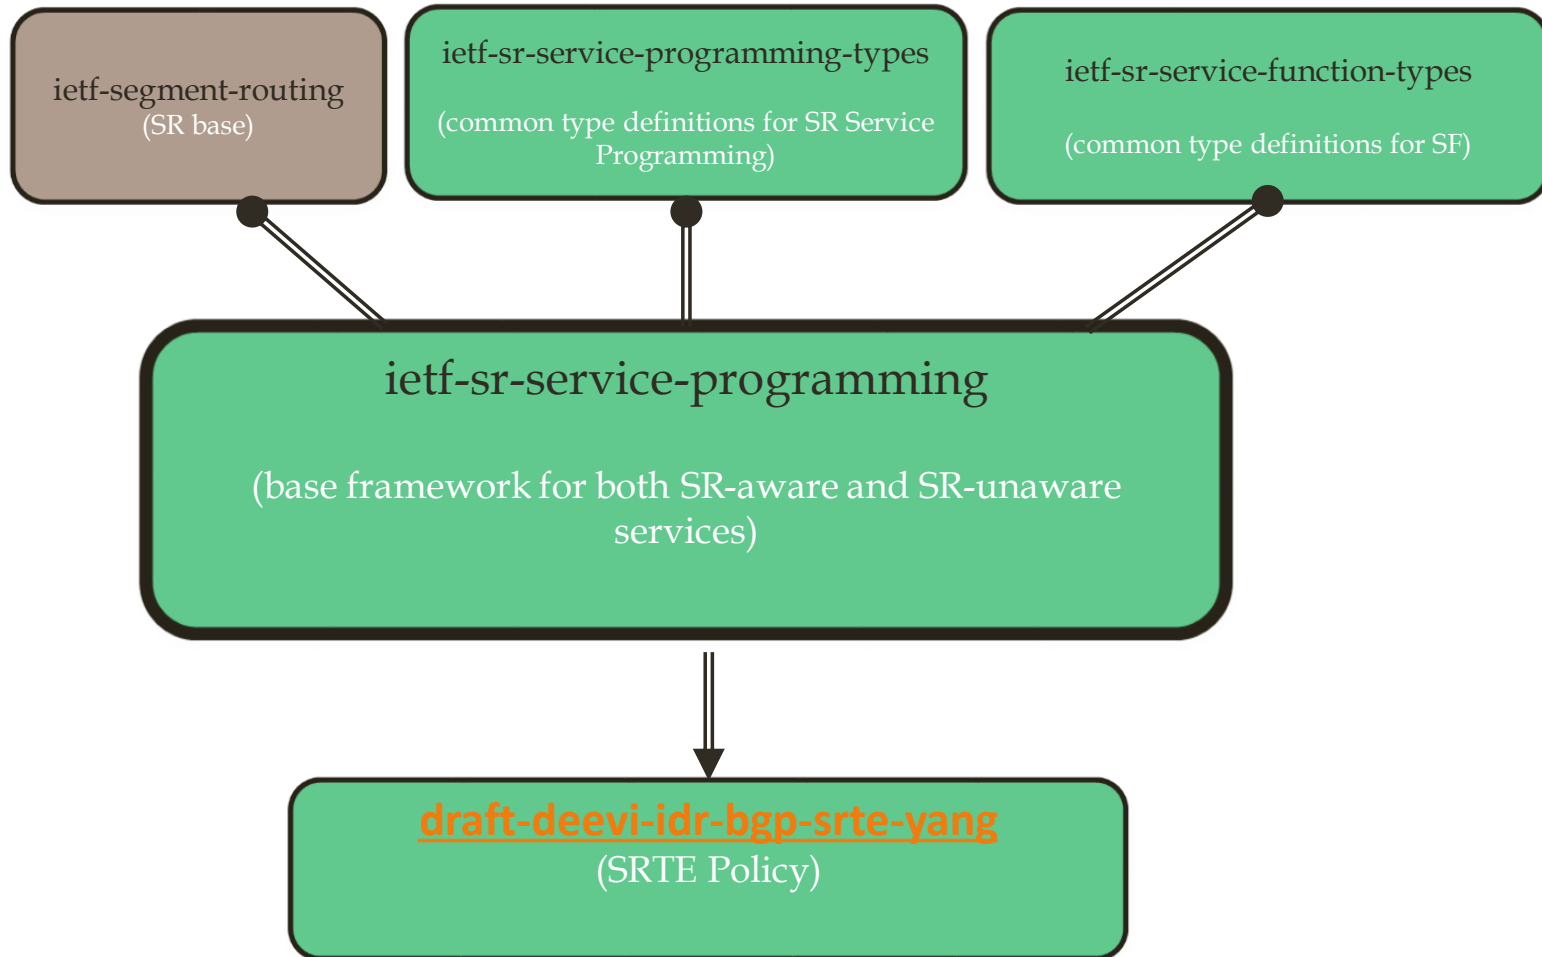 ietf-segment-routing
(SR base)
ietf-sr-service-programming-types
(common type definitions for SR Service
Programming)
ietf-sr-service-function-types
(common type definitions for SF)
ietf-sr-service-programming
(base framework for both SR-aware and SR-unaware
services)
draft-deevi-idr-bgp-srte-yang
(SRTE Policy)